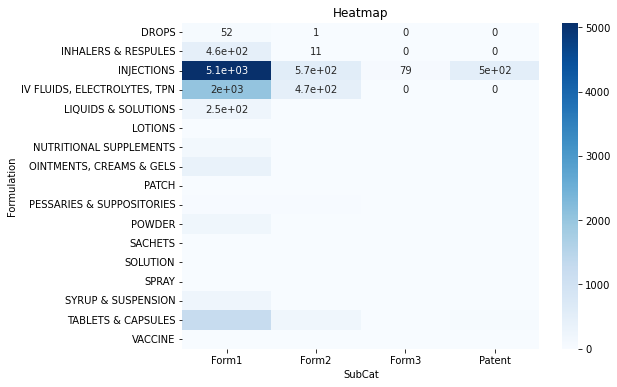 Heatmap
DROPS 52 1 0 0
INHALERS & RESPULES 4.6e+02 11 0 0
INJECTIONS 5.1e+03 5.7e+02 79 5e+02
IV FLUIDS, ELECTROLYTES, TPN 2e+03 4.7e+02 0 0
LIQUIDS & SOLUTIONS 2.5e+02
LOTIONS
NUTRITIONAL SUPPLEMENTS
OINTMENTS, CREAMS & GELS
PATCH
PESSARIES & SUPPOSITORIES
POWDER
SACHETS
SOLUTION
SPRAY
SYRUP & SUSPENSION
TABLETS & CAPSULES
VACCINE
Form1 Form2 Form3 Patent
SubCat
Formulation
5000
4000
3000
2000
1000
0